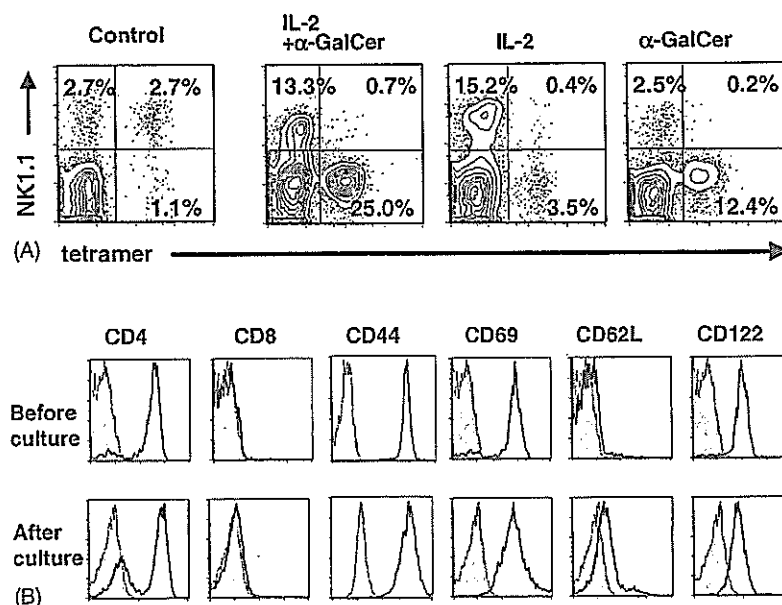 Control
IL-2
+α-GalCer
IL-2
α-GalCer
2.7% 2.7% 13.3% 0.7% 15.2% 0.4% 2.5% 0.2%
NK1.1
1.1% 25.0% 3.5% 12.4%
(A) tetramer
CD4 CD8 CD44 CD69 CD62L CD122
Before
culture
After
culture
(B)